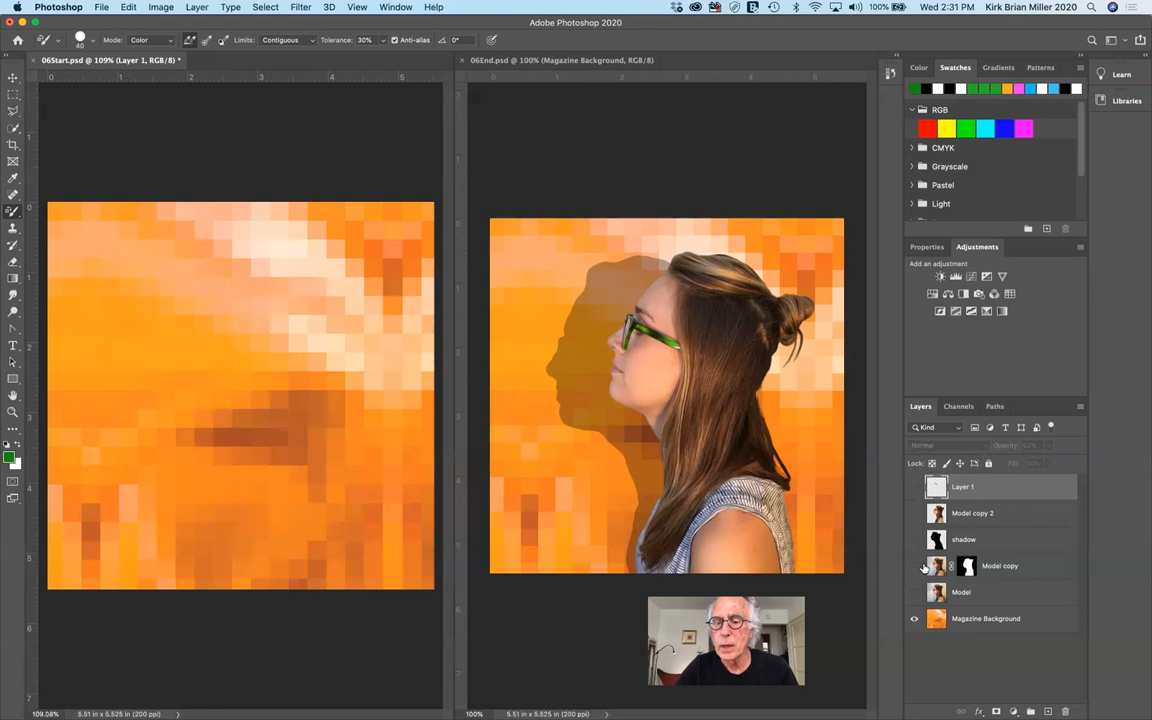 Photoshop File Edit Image Layer Type Select Filter 3D View Window Help 100% Wed 2:31 PM Kirk Brian Miller 2020
Adobe Photoshop 2020
40 Mode: Color Limits: Contiguous Tolerance: 30% Anti-alias 0°
06Start.psd @ 109% (Layer 1, RGB/8) * 06End.psd @ 100% (Magazine Background, RGB/8)
Color Swatches Gradients Patterns
Learn
Libraries
RGB
CMYK
Grayscale
Pastel
Light
Properties Adjustments
Add an adjustment
Layers Channels Paths
Kind
Normal Opacity:
Lock: Fill:
Layer 1
Model copy 2
shadow
Model copy
Model
Magazine Background
109.08% 5.51 in x 5.525 in (200 ppi) 100% 5.51 in x 5.525 in (200 ppi)